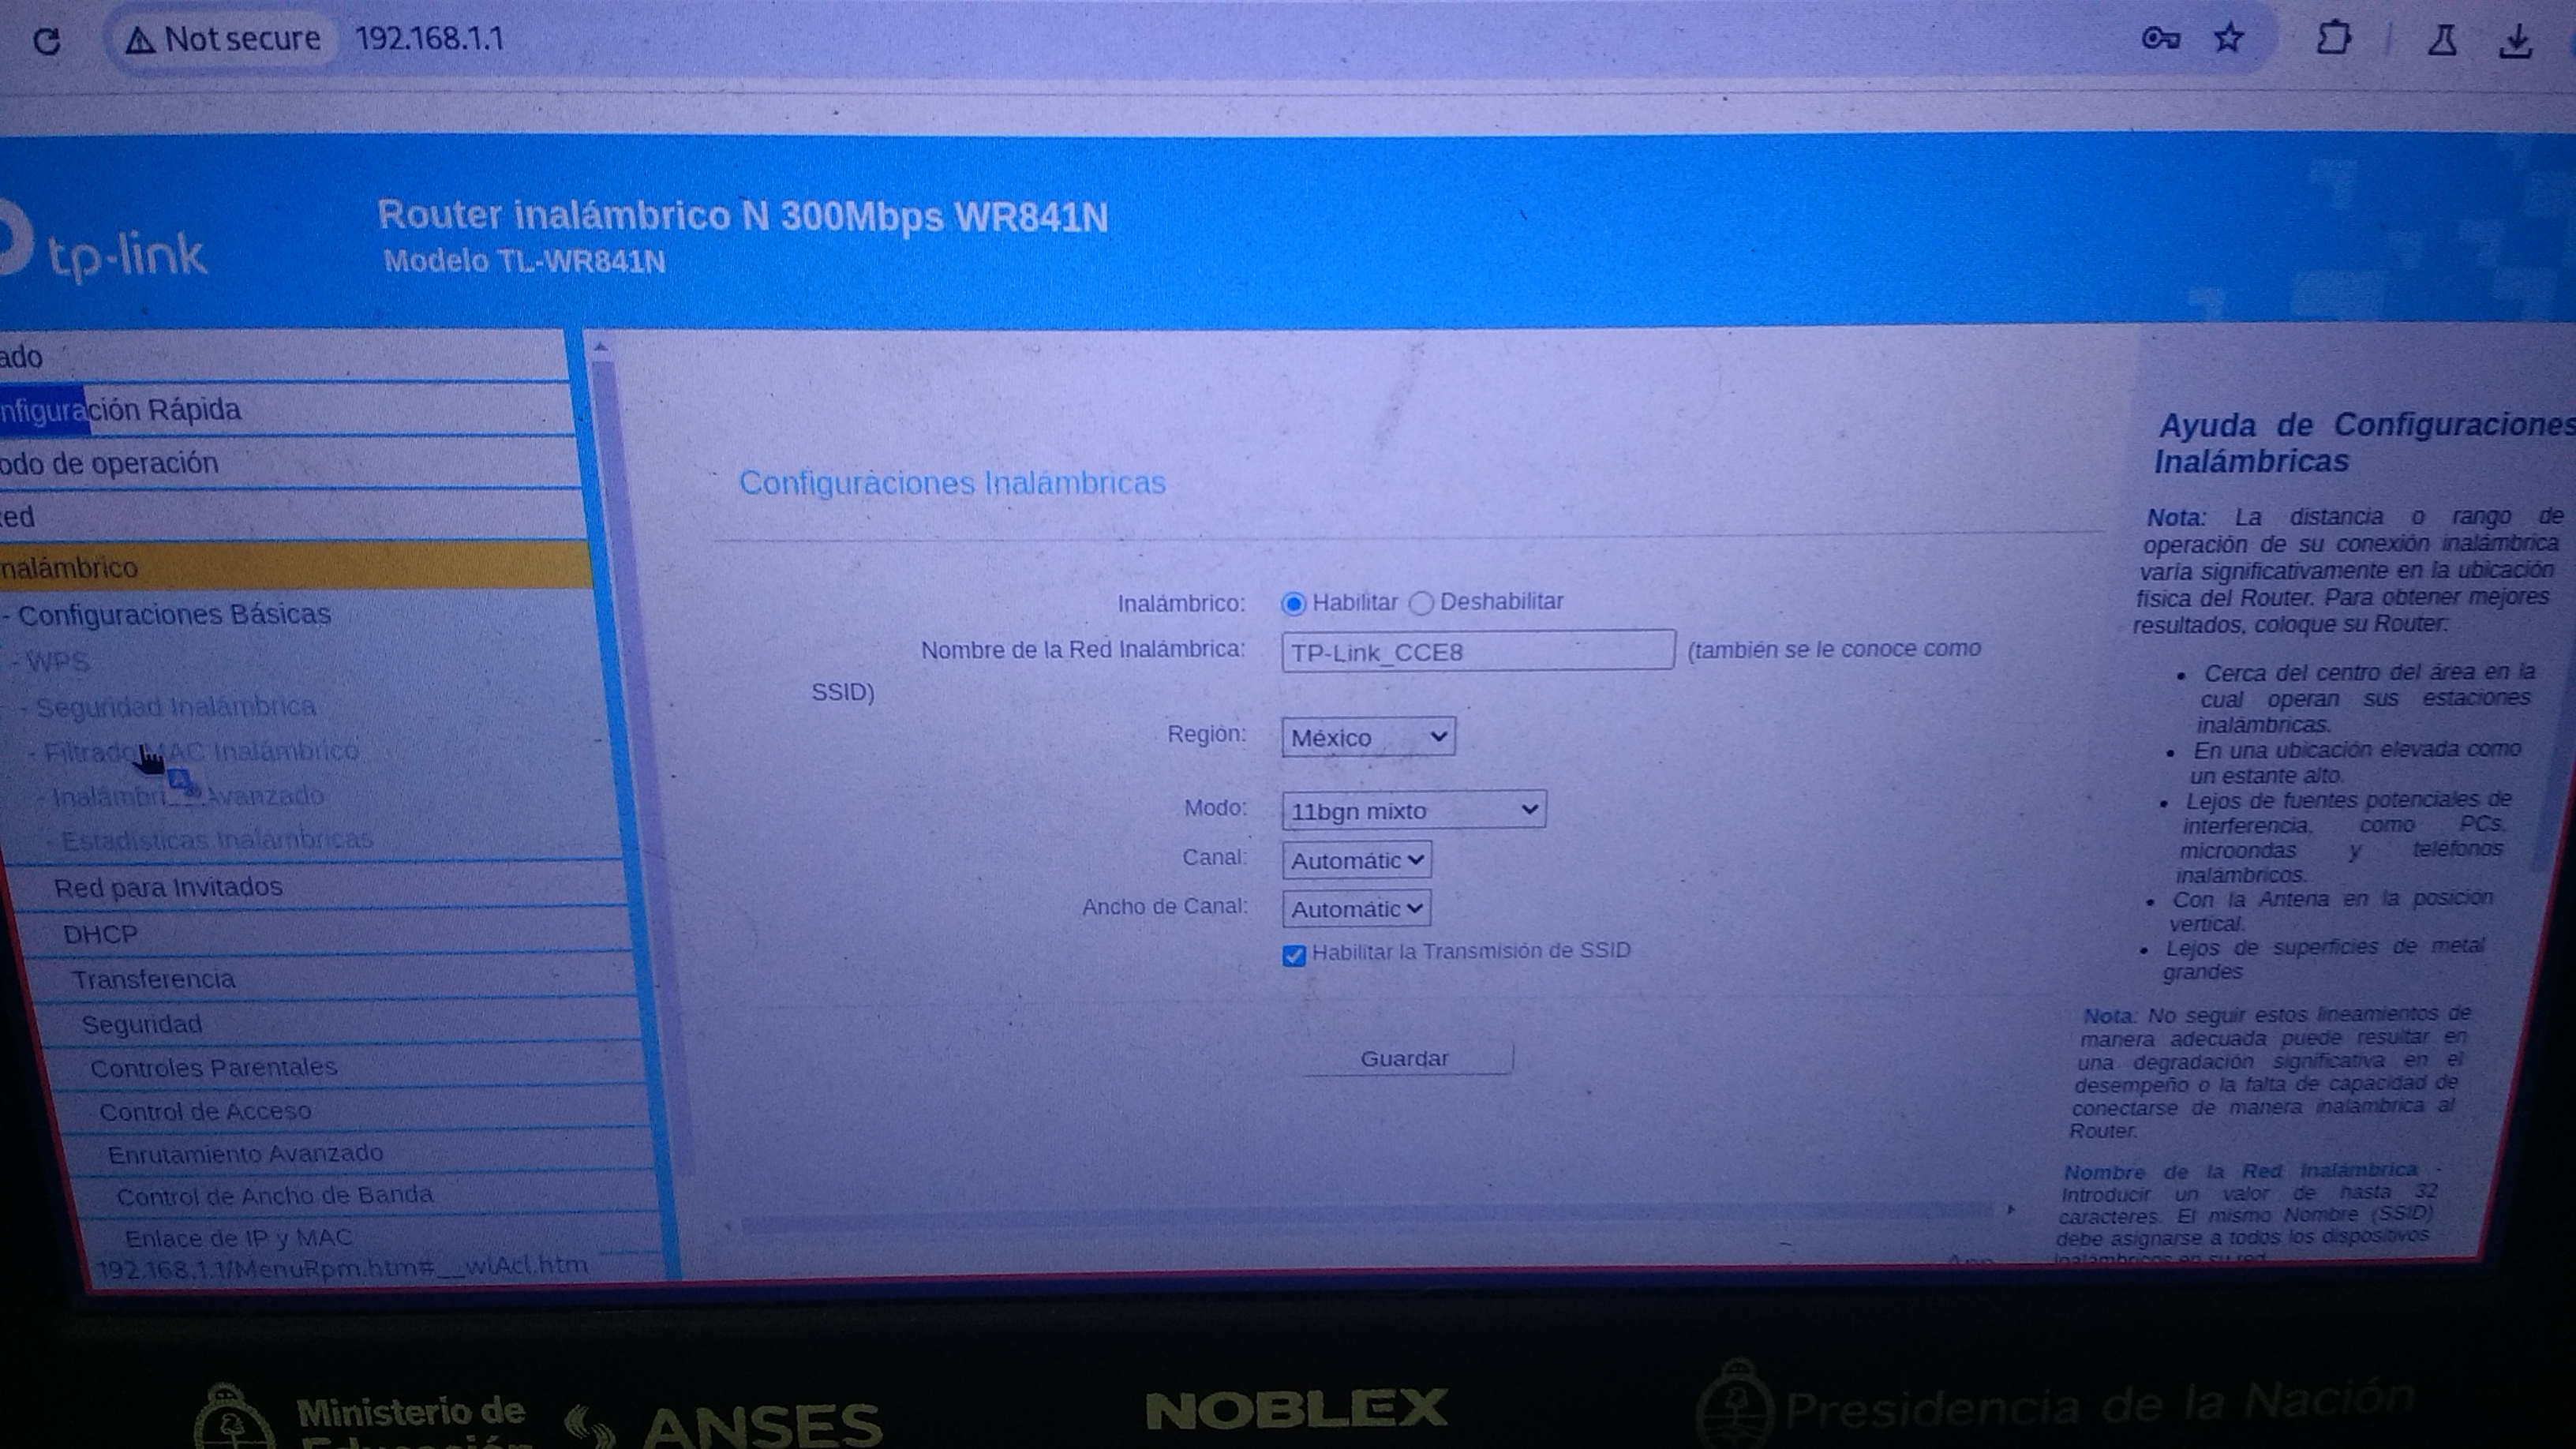 Not secure 192.168.1.1
tp-link
Router inalámbrico N 300Mbps WR841N
Modelo TL-WR841N
ado
nfiguración Rápida
odo de operación
ed
nalámbrico
- Configuraciones Básicas
- WPS
- Seguridad Inalámbrica
- Filtrado MAC Inalámbrico
- Avanzado
- Estadísticas Inalámbricas
Red para Invitados
DHCP
Transferencia
Seguridad
Controles Parentales
Control de Acceso
Enrutamiento Avanzado
Control de Ancho de Banda
Enlace de IP y MAC
192.168.1.1/MenuRpm.htm#__wlAcl.htm
Configuraciones Inalámbricas
Inalámbrico: Habilitar Deshabilitar
Nombre de la Red Inalámbrica: TP-Link_CCE8 (también se le conoce como
SSID)
Región: México
Modo: 11bgn mixto
Canal: Automátic
Ancho de Canal: Automátic
Habilitar la Transmisión de SSID
Guardar
Ayuda de Configuraciones
Inalámbricas
Nota: La distancia o rango de
operación de su conexión inalámbrica
varía significativamente en la ubicación
física del Router. Para obtener mejores
resultados, coloque su Router:
• Cerca del centro del área en la
cual operan sus estaciones
inalámbricas.
• En una ubicación elevada como
un estante alto.
• Lejos de fuentes potenciales de
interferencia, como PCs,
microondas y teléfonos
inalámbricos.
• Con la Antena en la posición
vertical.
• Lejos de superficies de metal
grandes
Nota: No seguir estos lineamientos de
manera adecuada puede resultar en
una degradación significativa en el
desempeño o la falta de capacidad de
conectarse de manera inalámbrica al
Router.
Nombre de la Red Inalámbrica -
Introducir un valor de hasta 32
caracteres. El mismo Nombre (SSID)
debe asignarse a todos los dispositivos
inalámbricos en su red
Ministerio de
ANSES
NOBLEX
Presidencia de la Nación